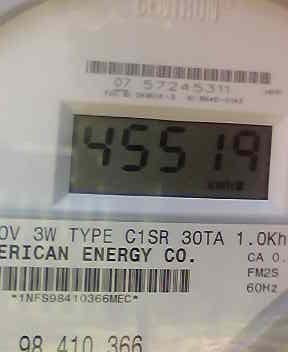 CENTRON
07 57245311
45519
0V 3W TYPE C1SR 30TA 1.0Kh
ERICAN ENERGY CO.
CA 0.
FM2S
*1NFS98410366MEC*
60Hz
98 410 366